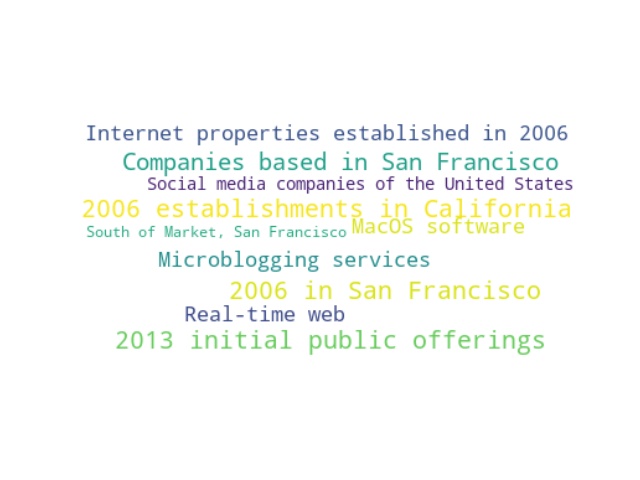 Internet properties established in 2006
Companies based in San Francisco
Social media companies of the United States
2006 establishments in California
MacOS software
South of Market, San Francisco
Microblogging services
2006 in San Francisco
Real-time web
2013 initial public offerings